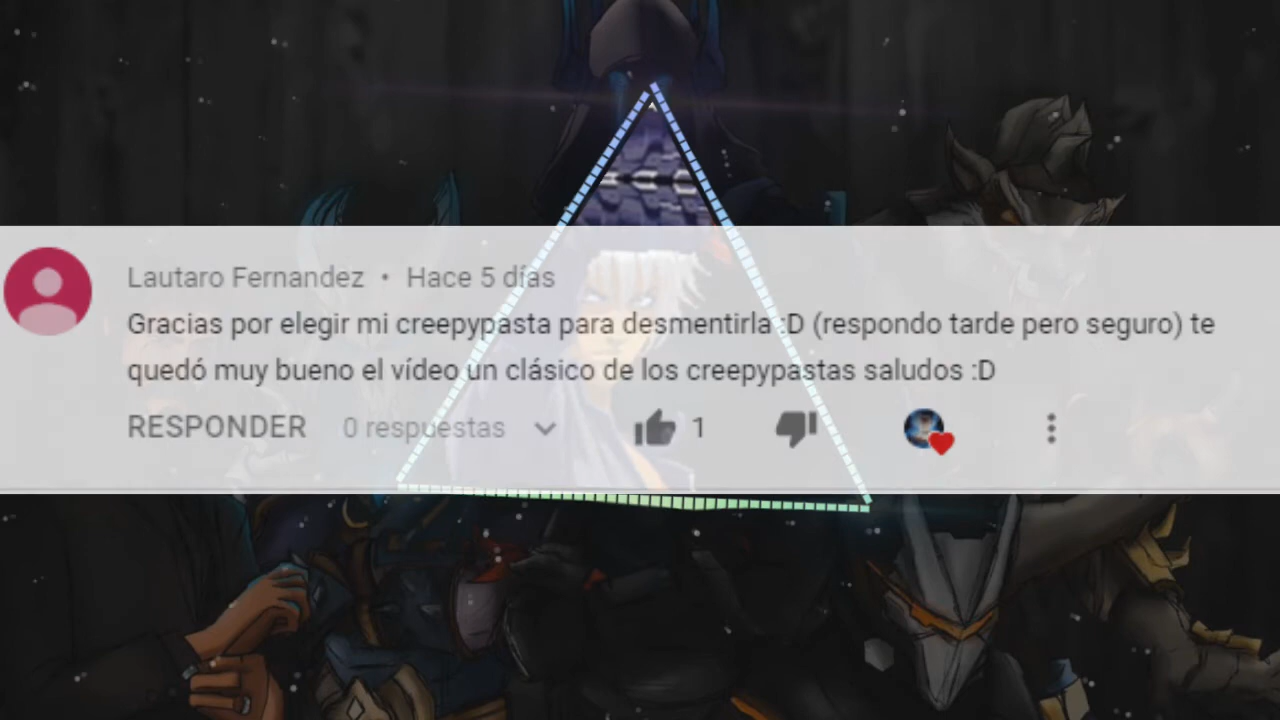 Lautaro Fernandez • Hace 5 días
Gracias por elegir mi creepypasta para desmentirla :D (respondo tarde pero seguro) te
quedó muy bueno el vídeo un clásico de los creepypastas saludos :D
RESPONDER 0 respuestas 1